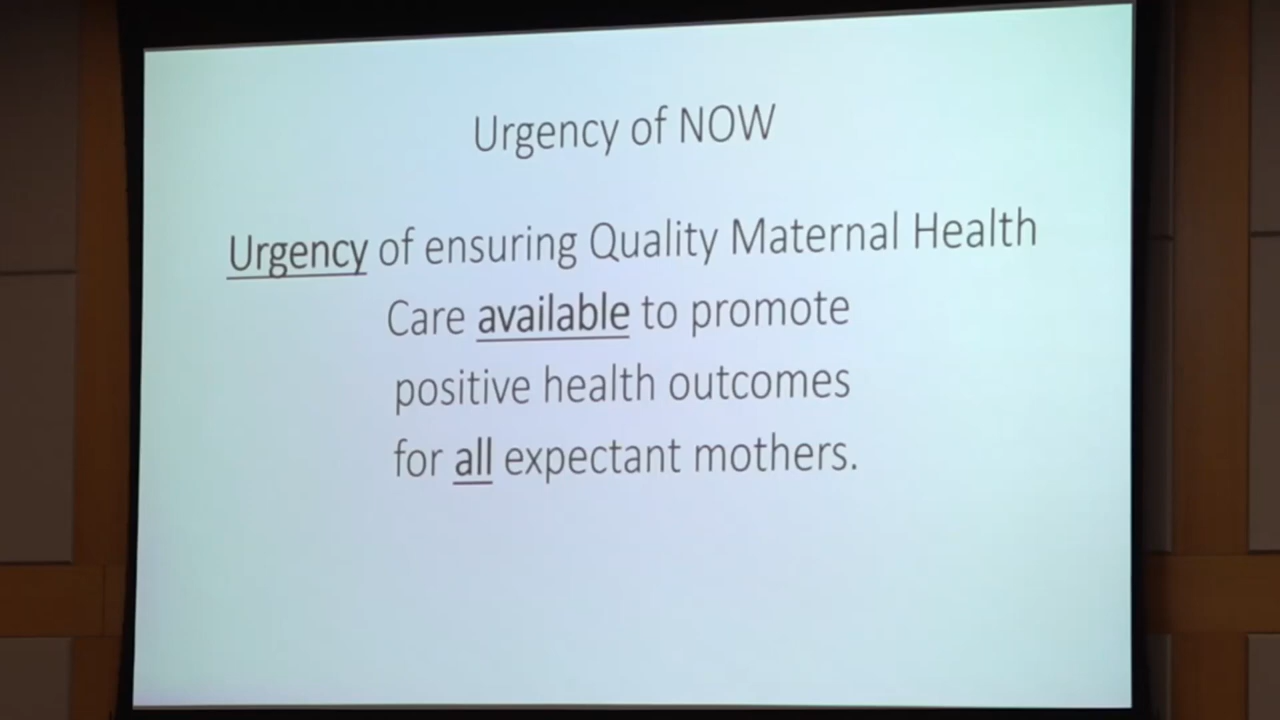 Urgency of NOW
Urgency of ensuring Quality Maternal Health
Care available to promote
positive health outcomes
for all expectant mothers.